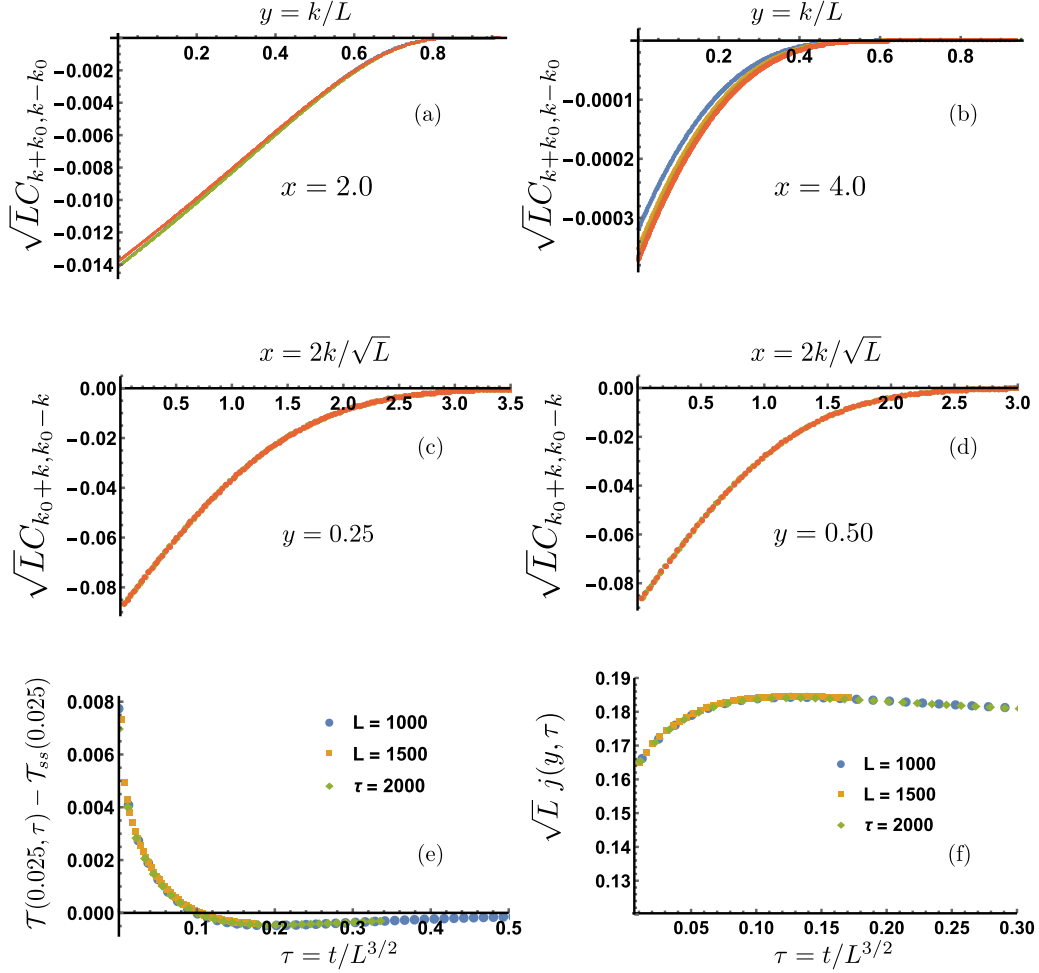 y = k/L
y = k/L
0.2 0.4 0.6 0.8
0.2 0.4 0.6 0.8
−0.002
−0.004
−0.006
−0.008
−0.010
−0.012
−0.014
√L C_{k+k_0,k−k_0}
(a)
x = 2.0
−0.0001
−0.0002
−0.0003
√L C_{k+k_0,k−k_0}
(b)
x = 4.0
x = 2k/√L
x = 2k/√L
0.00
−0.02
−0.04
−0.06
−0.08
0.5 1.0 1.5 2.0 2.5 3.0 3.5
√L C_{k_0+k,k_0−k}
(c)
y = 0.25
0.00
−0.02
−0.04
−0.06
−0.08
0.5 1.0 1.5 2.0 2.5 3.0
√L C_{k_0+k,k_0−k}
(d)
y = 0.50
0.008
0.006
0.004
0.002
0.000
0.1 0.2 0.3 0.4 0.5
𝒯(0.025, τ) − 𝒯_{ss}(0.025)
L = 1000
L = 1500
τ = 2000
(e)
τ = t/L^{3/2}
0.19
0.18
0.17
0.16
0.15
0.14
0.13
0.05 0.10 0.15 0.20 0.25 0.30
√L j(y, τ)
L = 1000
L = 1500
τ = 2000
(f)
τ = t/L^{3/2}